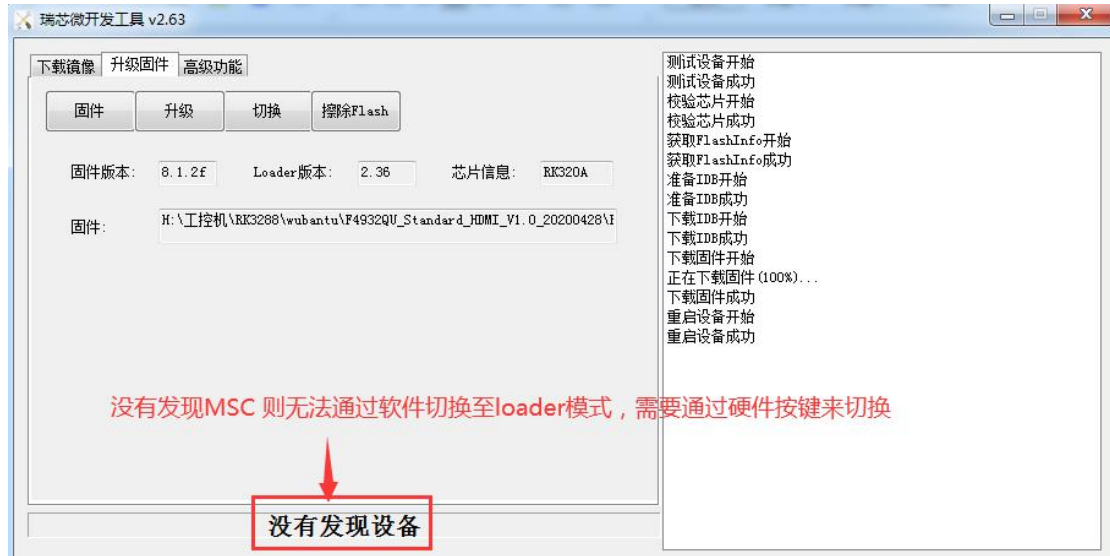 瑞芯微开发工具 v2.63
下载镜像 升级固件 高级功能
固件 升级 切换 擦除Flash
固件版本: 8.1.2f Loader版本: 2.36 芯片信息: RK320A
固件: H:\工控机\RK3288\wubantu\F4932QU_Standard_HDMI_V1.0_20200428\
没有发现MSC 则无法通过软件切换至loader模式，需要通过硬件按键来切换
没有发现设备
测试设备开始
测试设备成功
校验芯片开始
校验芯片成功
获取FlashInfo开始
获取FlashInfo成功
准备IDB开始
准备IDB成功
下载IDB开始
下载IDB成功
下载固件开始
正在下载固件(100%)...
下载固件成功
重启设备开始
重启设备成功